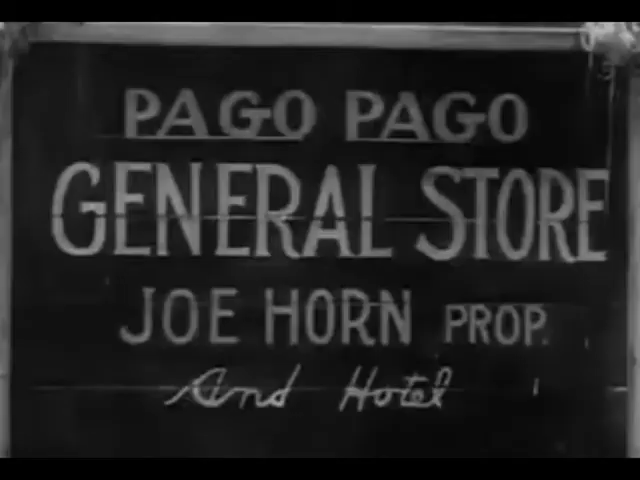 PAGO PAGO
GENERAL STORE
JOE HORN PROP.
And Hotel